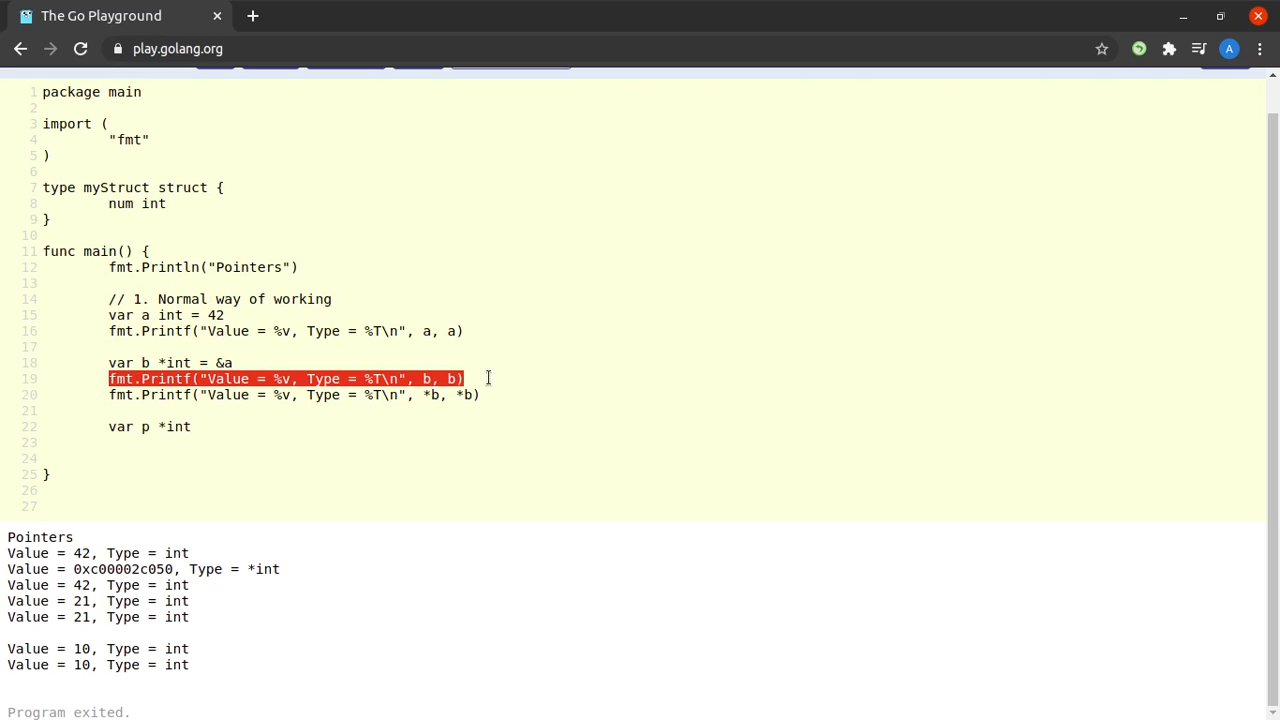 The Go Playground
play.golang.org
A
1 package main
2
3 import (
4 "fmt"
5 )
6
7 type myStruct struct {
8 num int
9 }
10
11 func main() {
12 fmt.Println("Pointers")
13
14 // 1. Normal way of working
15 var a int = 42
16 fmt.Printf("Value = %v, Type = %T\n", a, a)
17
18 var b *int = &a
19 fmt.Printf("Value = %v, Type = %T\n", b, b)
20 fmt.Printf("Value = %v, Type = %T\n", *b, *b)
21
22 var p *int
23
24
25 }
26
27
Pointers
Value = 42, Type = int
Value = 0xc00002c050, Type = *int
Value = 42, Type = int
Value = 21, Type = int
Value = 21, Type = int
Value = 10, Type = int
Value = 10, Type = int
Program exited.